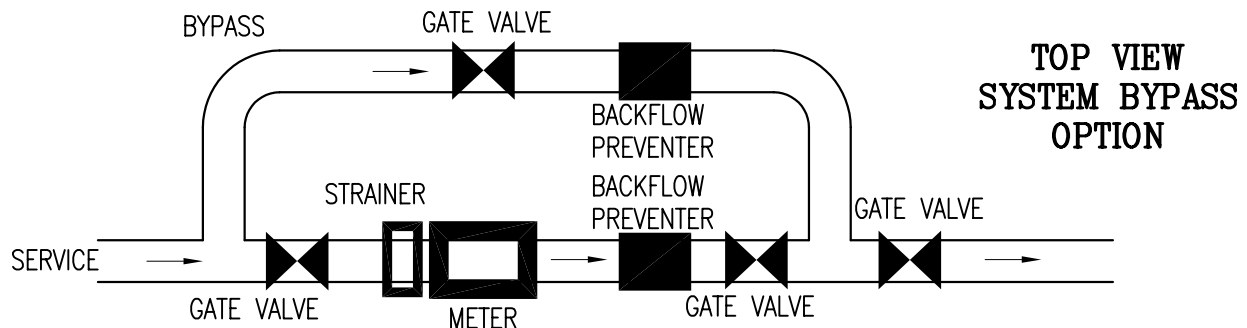 BYPASS
GATE VALVE
TOP VIEW
SYSTEM BYPASS
OPTION
BACKFLOW
PREVENTER
BACKFLOW
PREVENTER
STRAINER
GATE VALVE
SERVICE
GATE VALVE
METER
GATE VALVE